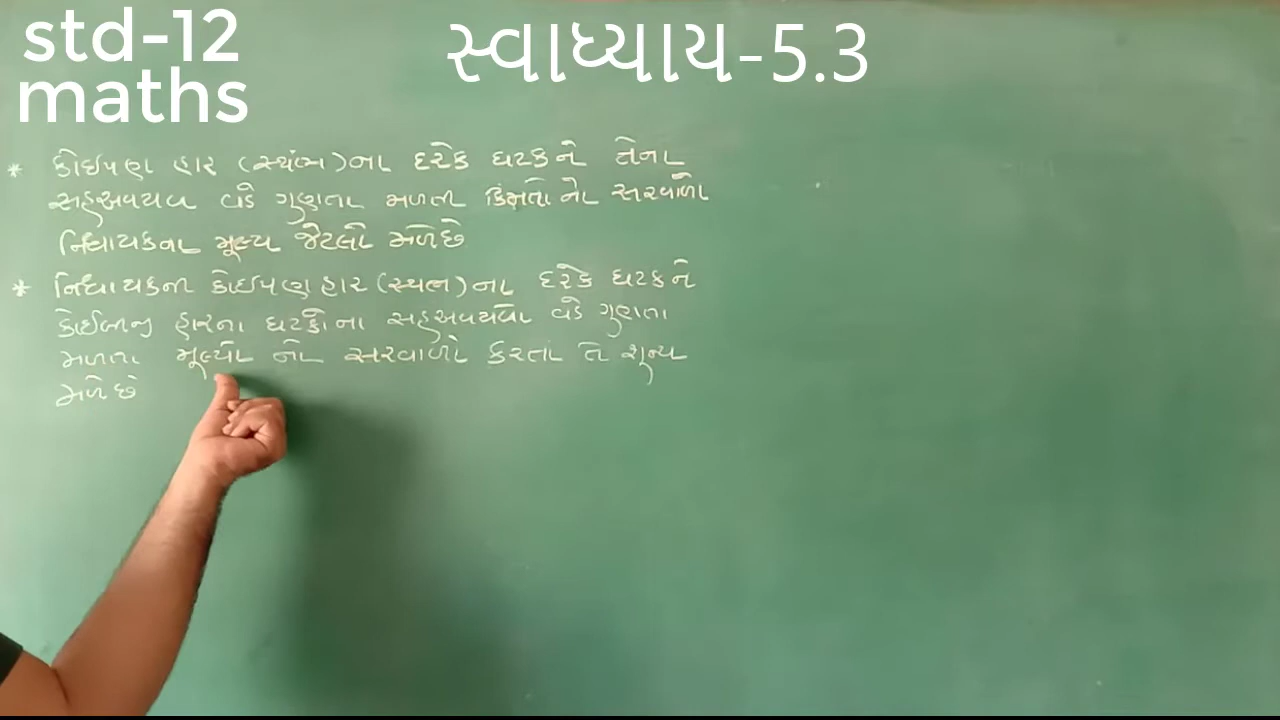 std-12
maths
સ્વાધ્યાય-5.3
* કોઈપણ હાર (સ્થંભ)ના દરેક ઘટકને તેના
સહઅવયવ વડે ગુણતા મળતી કિંમતોનો સરવાળો
નિશ્ચાયકના મૂલ્ય જેટલો મળે છે
* નિશ્ચાયકની કોઈપણ હાર (સ્થંભ)ના દરેક ઘટકને
કોઈબીજી હારના ઘટકોના સહઅવયવો વડે ગુણતા
મળતા મૂલ્યો નો સરવાળો કરતાં તે શૂન્ય
મળે છે